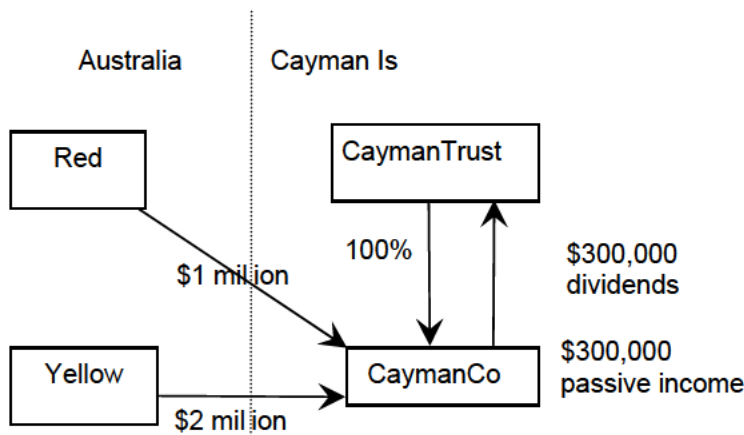 Australia
Cayman Is
Red
CaymanTrust
100%
$300,000
dividends
$1 million
Yellow
CaymanCo
$300,000
passive income
$2 million